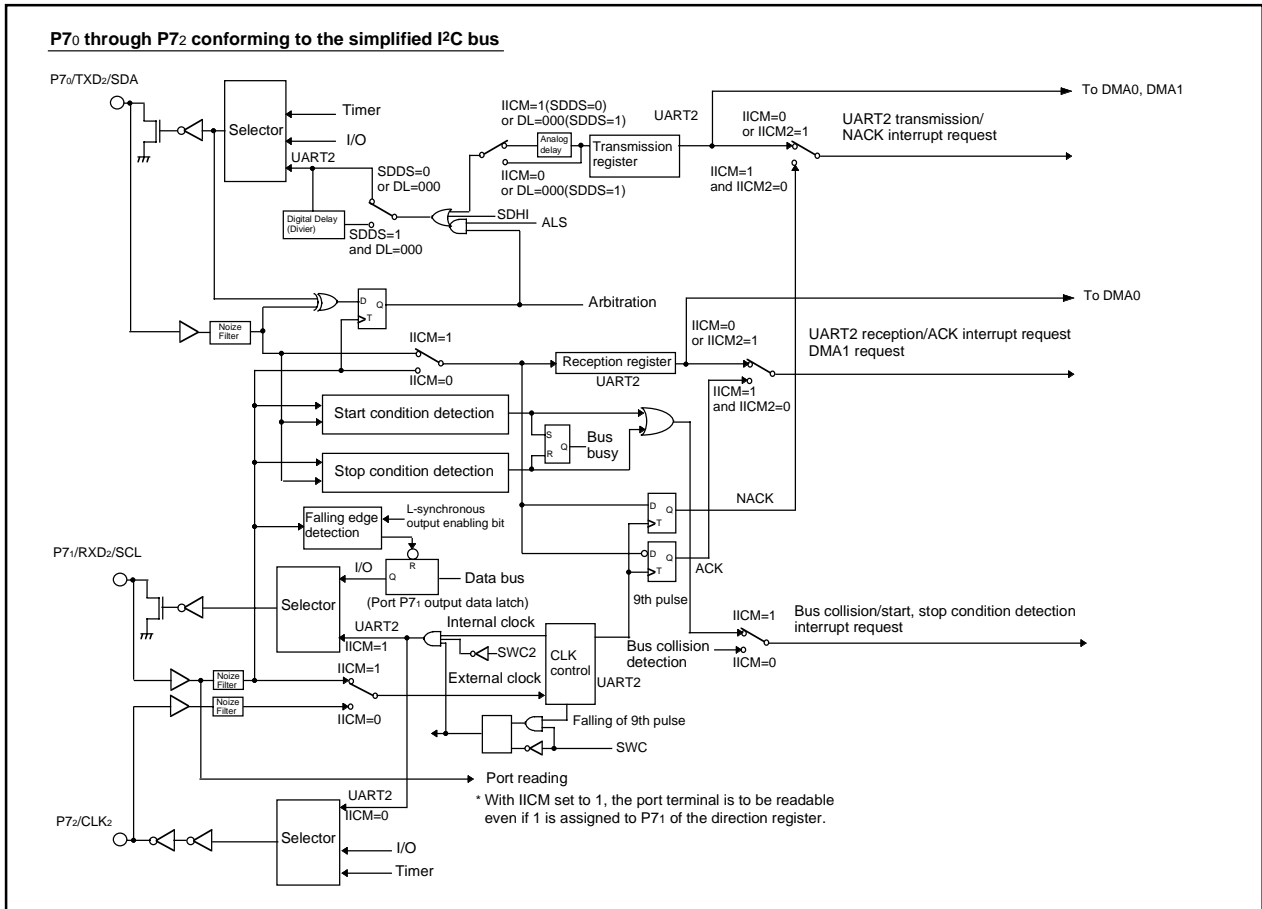 P70 through P72 conforming to the simplified I2C bus
P70/TXD2/SDA
Selector
Timer
I/O
UART2
SDDS=0
or DL=000
Digital Delay
(Divier)
SDDS=1
and DL=000
IICM=1(SDDS=0)
or DL=000(SDDS=1)
Analog
delay
IICM=0
or DL=000(SDDS=1)
SDHI
ALS
UART2
Transmission
register
To DMA0, DMA1
IICM=0
or IICM2=1
UART2 transmission/
NACK interrupt request
IICM=1
and IICM2=0
D
Q
T
Arbitration
Noize
Filter
To DMA0
IICM=1
IICM=0
Reception register
UART2
IICM=0
or IICM2=1
UART2 reception/ACK interrupt request
DMA1 request
IICM=1
and IICM2=0
Start condition detection
S
Q
R
Bus
busy
Stop condition detection
NACK
D
Q
T
Falling edge
detection
L-synchronous
output enabling bit
D
Q
T
ACK
9th pulse
P71/RXD2/SCL
Selector
I/O
R
Q
Data bus
(Port P71 output data latch)
UART2
IICM=1
Internal clock
SWC2
CLK
control
UART2
Bus collision
detection
IICM=1
IICM=0
Bus collision/start, stop condition detection
interrupt request
Noize
Filter
Noize
Filter
IICM=1
IICM=0
External clock
Falling of 9th pulse
SWC
Port reading
* With IICM set to 1, the port terminal is to be readable
even if 1 is assigned to P71 of the direction register.
P72/CLK2
Selector
UART2
IICM=0
I/O
Timer